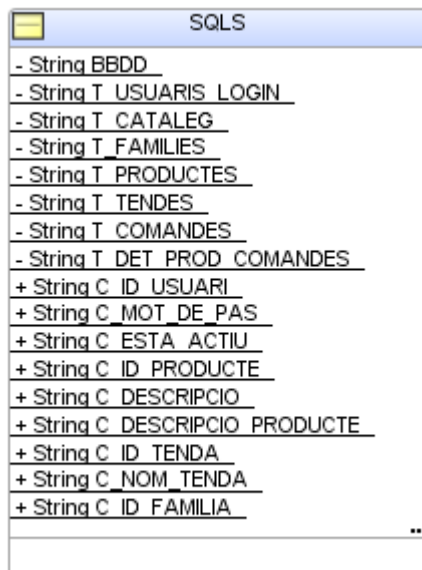 SQLS
- String BBDD
- String T_USUARIS_LOGIN
- String T_CATALEG
- String T_FAMILIES
- String T_PRODUCTES
- String T_TENDES
- String T_COMANDES
- String T_DET_PROD_COMANDES
+ String C_ID_USUARI
+ String C_MOT_DE_PAS
+ String C_ESTA_ACTIU
+ String C_ID_PRODUCTE
+ String C_DESCRIPCIO
+ String C_DESCRIPCIO_PRODUCTE
+ String C_ID_TENDA
+ String C_NOM_TENDA
+ String C_ID_FAMILIA
..